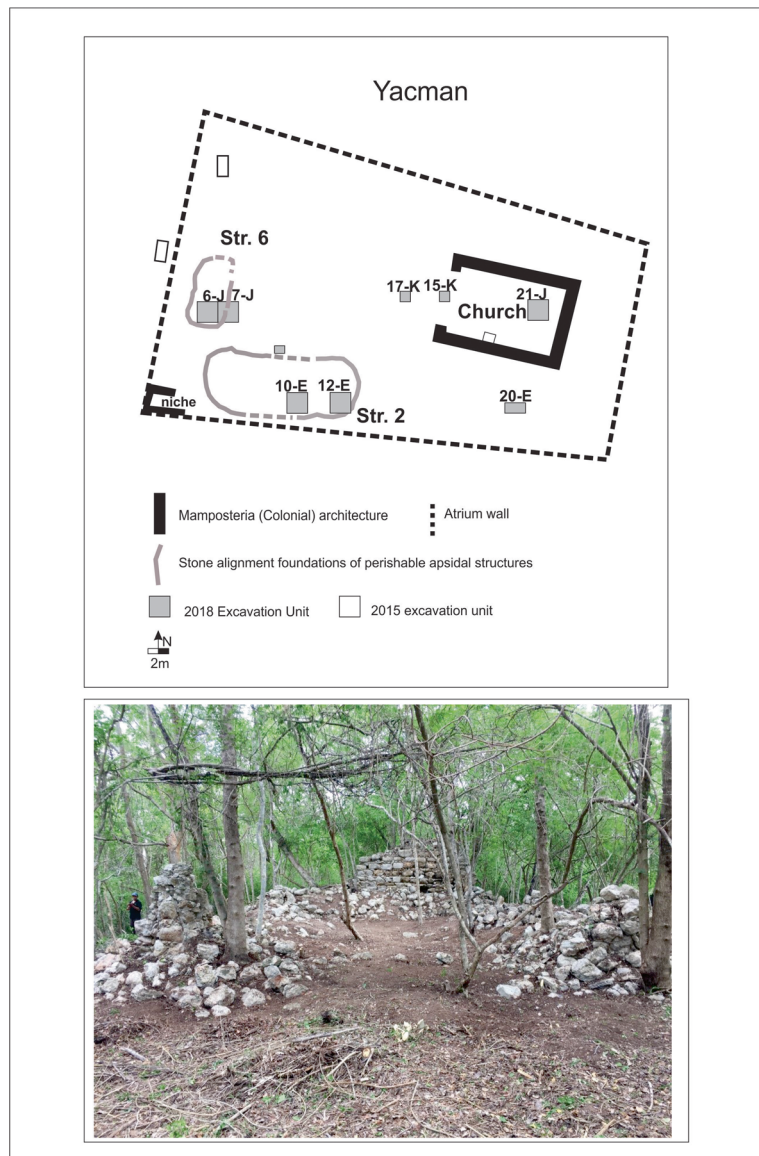 Yacman
Str. 6
6-J 7-J
17-K 15-K
21-J
Church
10-E 12-E
20-E
niche
Str. 2
Mamposteria (Colonial) architecture
Atrium wall
Stone alignment foundations of perishable apsidal structures
2018 Excavation Unit
2015 excavation unit
N
2m